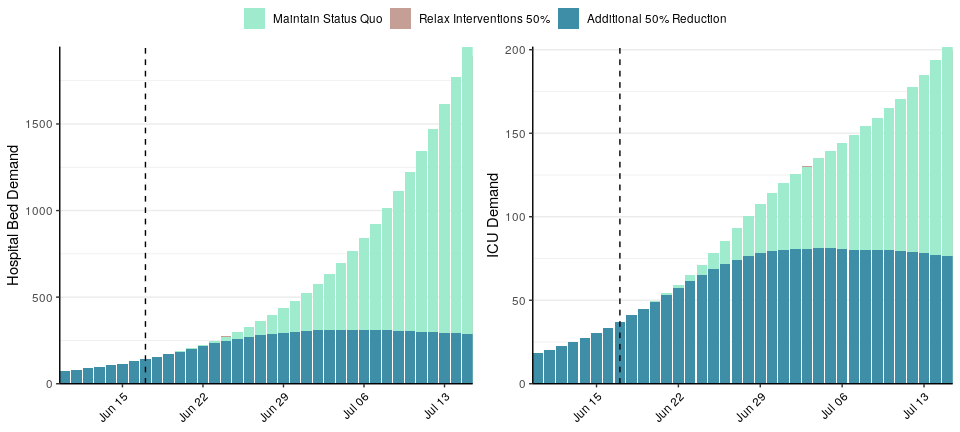 Maintain Status Quo Relax Interventions 50% Additional 50% Reduction
Hospital Bed Demand
1500
1000
500
0
Jun 15 Jun 22 Jun 29 Jul 06 Jul 13
ICU Demand
200
150
100
50
0
Jun 15 Jun 22 Jun 29 Jul 06 Jul 13